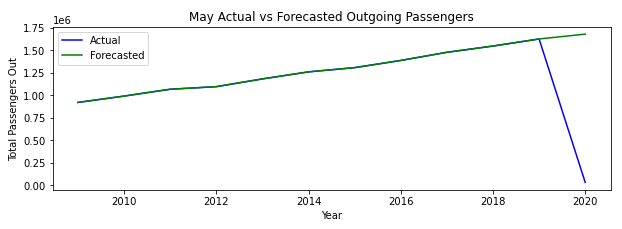 May Actual vs Forecasted Outgoing Passengers
1e6
Actual
Forecasted
Total Passengers Out
1.75
1.50
1.25
1.00
0.75
0.50
0.25
0.00
2010 2012 2014 2016 2018 2020
Year